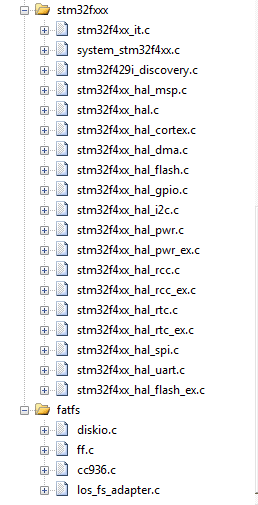 stm32fxxx
stm32f4xx_it.c
system_stm32f4xx.c
stm32f429i_discovery.c
stm32f4xx_hal_msp.c
stm32f4xx_hal.c
stm32f4xx_hal_cortex.c
stm32f4xx_hal_dma.c
stm32f4xx_hal_flash.c
stm32f4xx_hal_gpio.c
stm32f4xx_hal_i2c.c
stm32f4xx_hal_pwr.c
stm32f4xx_hal_pwr_ex.c
stm32f4xx_hal_rcc.c
stm32f4xx_hal_rcc_ex.c
stm32f4xx_hal_rtc.c
stm32f4xx_hal_rtc_ex.c
stm32f4xx_hal_spi.c
stm32f4xx_hal_uart.c
stm32f4xx_hal_flash_ex.c
fatfs
diskio.c
ff.c
cc936.c
los_fs_adapter.c